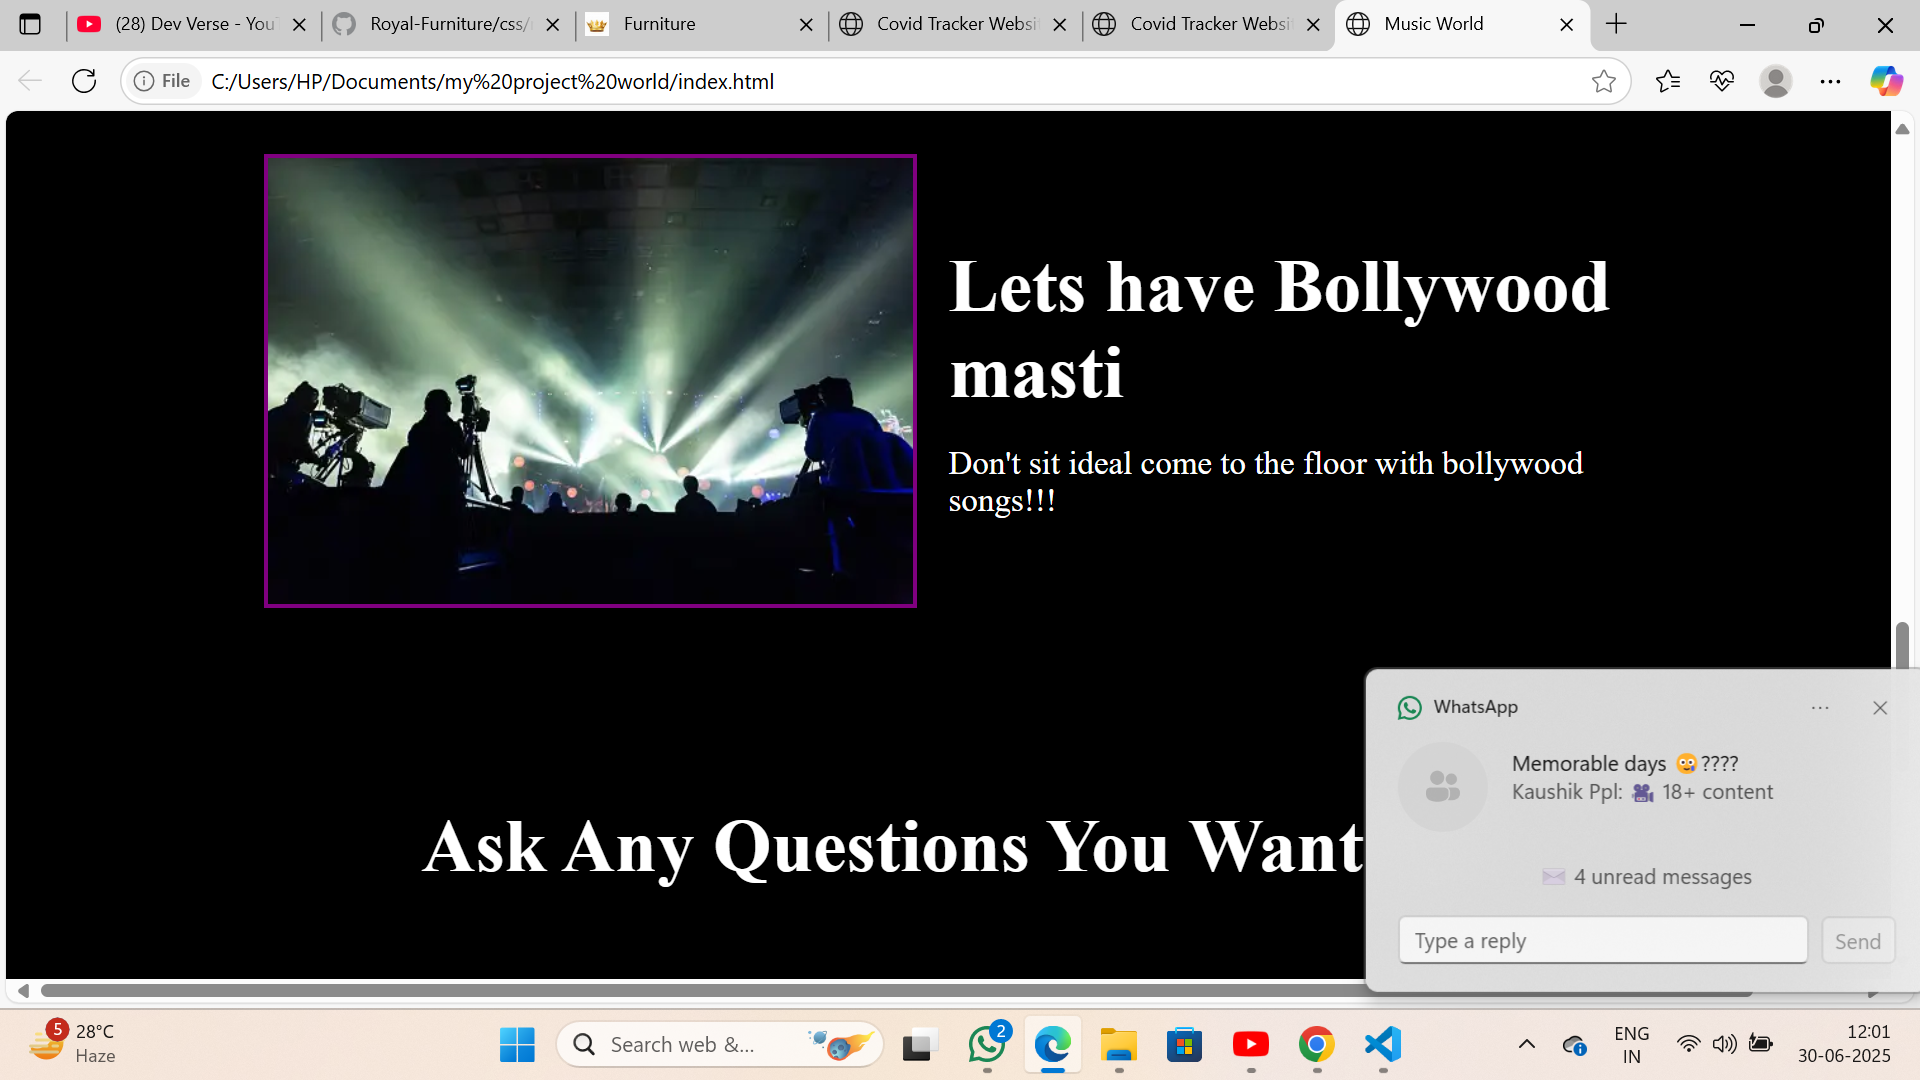 (28) Dev Verse - You
Royal-Furniture/css/
Furniture
Covid Tracker Websi
Covid Tracker Websi
Music World
File
C:/Users/HP/Documents/my%20project%20world/index.html
Lets have Bollywood
masti
Don't sit ideal come to the floor with bollywood
songs!!!
Ask Any Questions You Want
WhatsApp
Memorable days 🥲????
Kaushik Ppl: 🎥 18+ content
✉️ 4 unread messages
Type a reply
Send
5
28°C
Haze
Search web &...
2
ENG
IN
12:01
30-06-2025